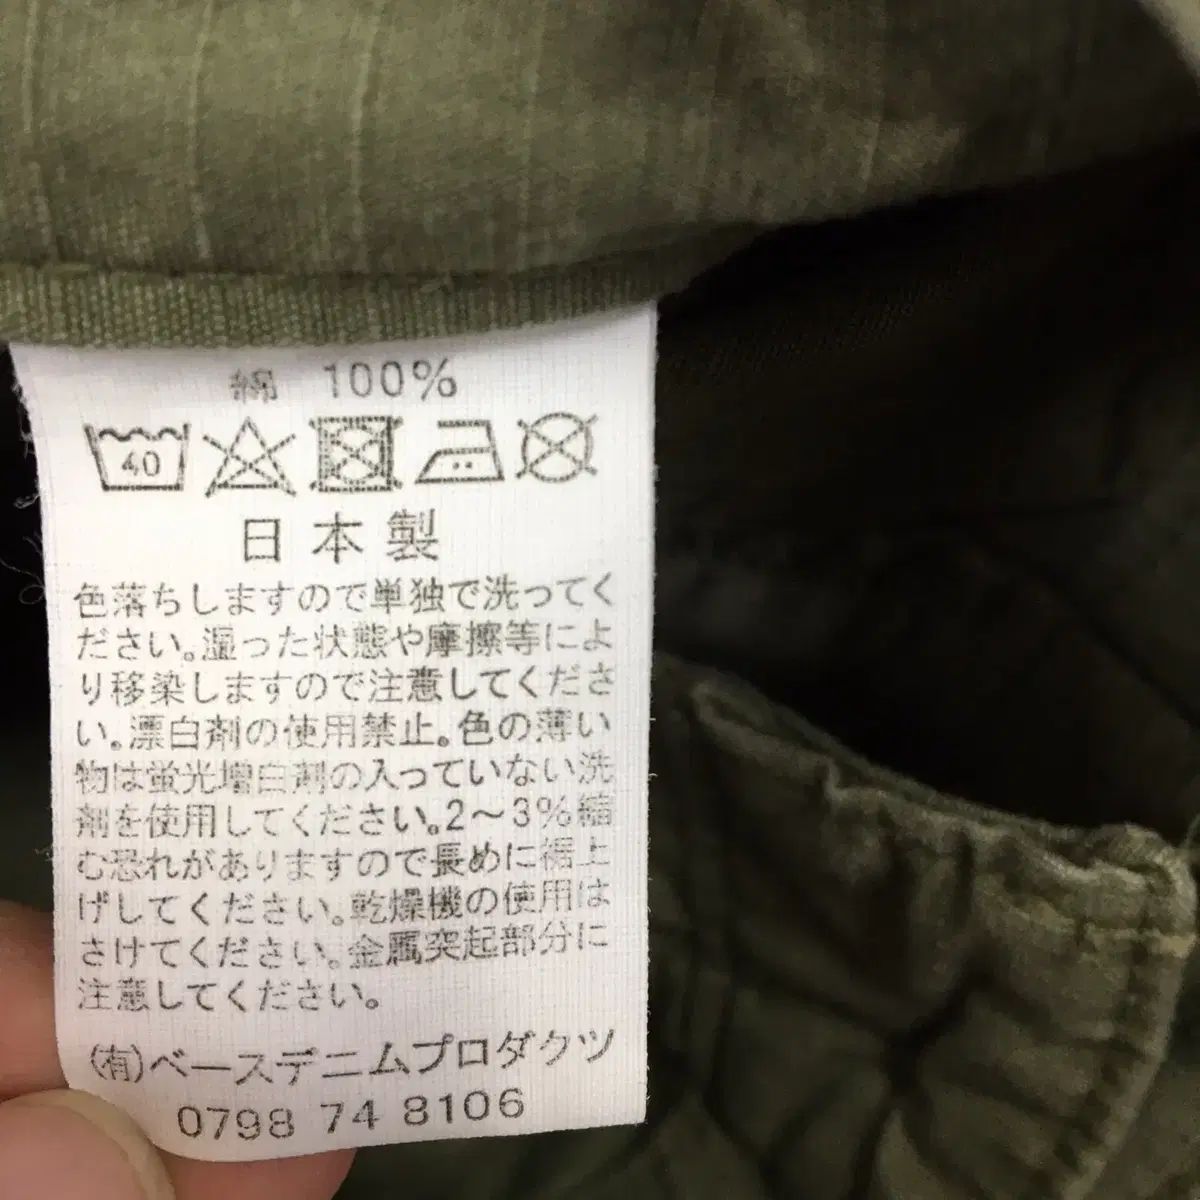 綿 100%
40
日本製
色落ちしますので単独で洗ってく
ださい。湿った状態や摩擦等によ
り移染しますので注意してくださ
い。漂白剤の使用禁止。色の薄い
物は蛍光増白剤の入っていない洗
剤を使用してください。2～3%縮
む恐れがありますので長めに裾上
げしてください。乾燥機の使用は
さけてください。金属突起部分に
注意してください。
(有)ベースデニムプロダクツ
0798 74 8106